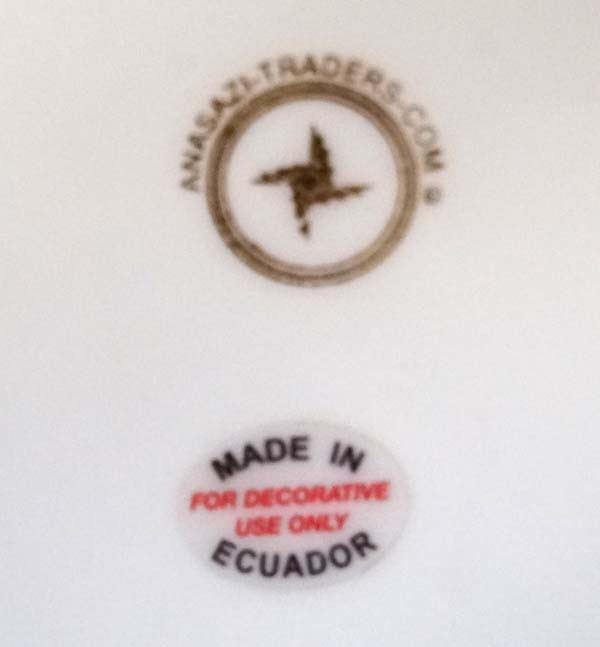 ANASAZI-TRADERS-COM ©
MADE IN
FOR DECORATIVE
USE ONLY
ECUADOR